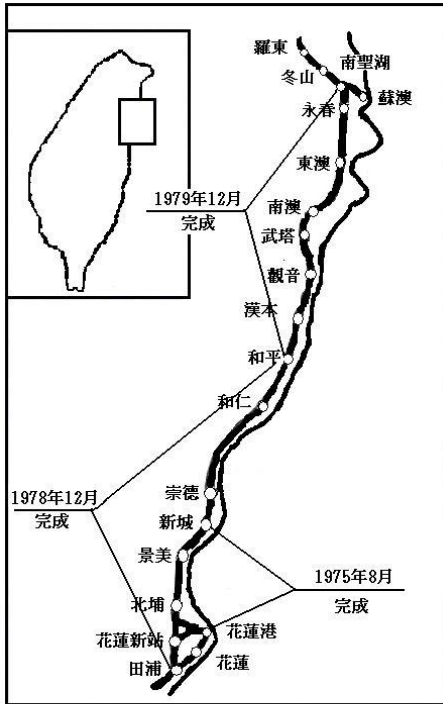 羅東
南聖湖
冬山
蘇澳
永春
東澳
1979年12月
完成
南澳
武塔
觀音
漢本
和平
和仁
崇德
1978年12月
完成
新城
景美
1975年8月
完成
北埔
花蓮港
花蓮新站
花蓮
田浦